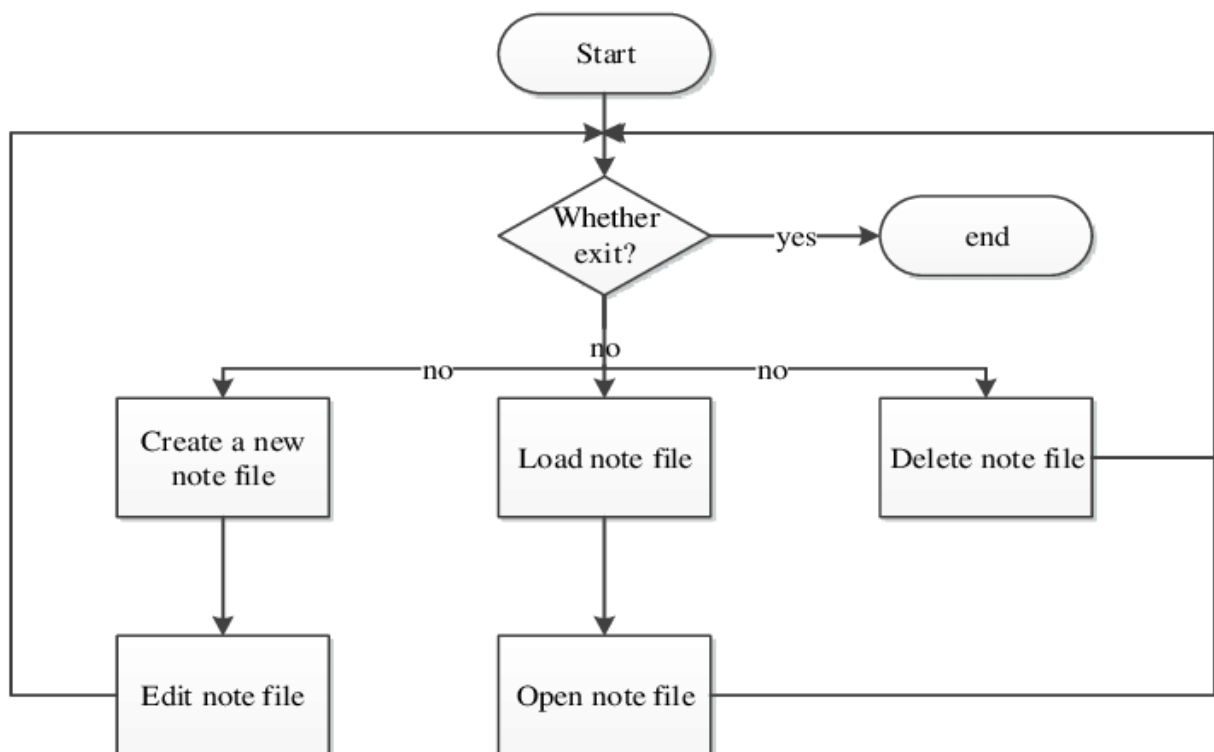 Start
Whether
exit?
yes
end
no
no
no
Create a new
note file
Load note file
Delete note file
Edit note file
Open note file